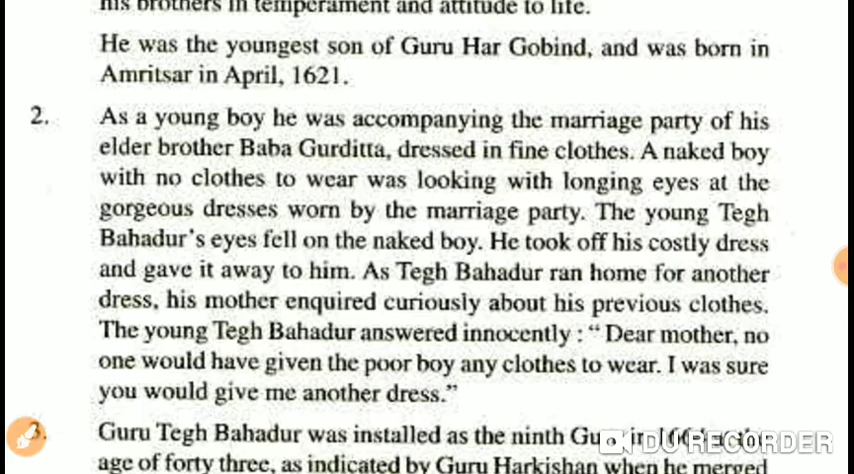 his brothers in temperament and attitude to life.
He was the youngest son of Guru Har Gobind, and was born in
Amritsar in April, 1621.
2. As a young boy he was accompanying the marriage party of his
elder brother Baba Gurditta, dressed in fine clothes. A naked boy
with no clothes to wear was looking with longing eyes at the
gorgeous dresses worn by the marriage party. The young Tegh
Bahadur's eyes fell on the naked boy. He took off his costly dress
and gave it away to him. As Tegh Bahadur ran home for another
dress, his mother enquired curiously about his previous clothes.
The young Tegh Bahadur answered innocently : “ Dear mother, no
one would have given the poor boy any clothes to wear. I was sure
you would give me another dress.”
3. Guru Tegh Bahadur was installed as the ninth Guru in
DU RECORDER
age of forty three, as indicated by Guru Harkishan when he merged